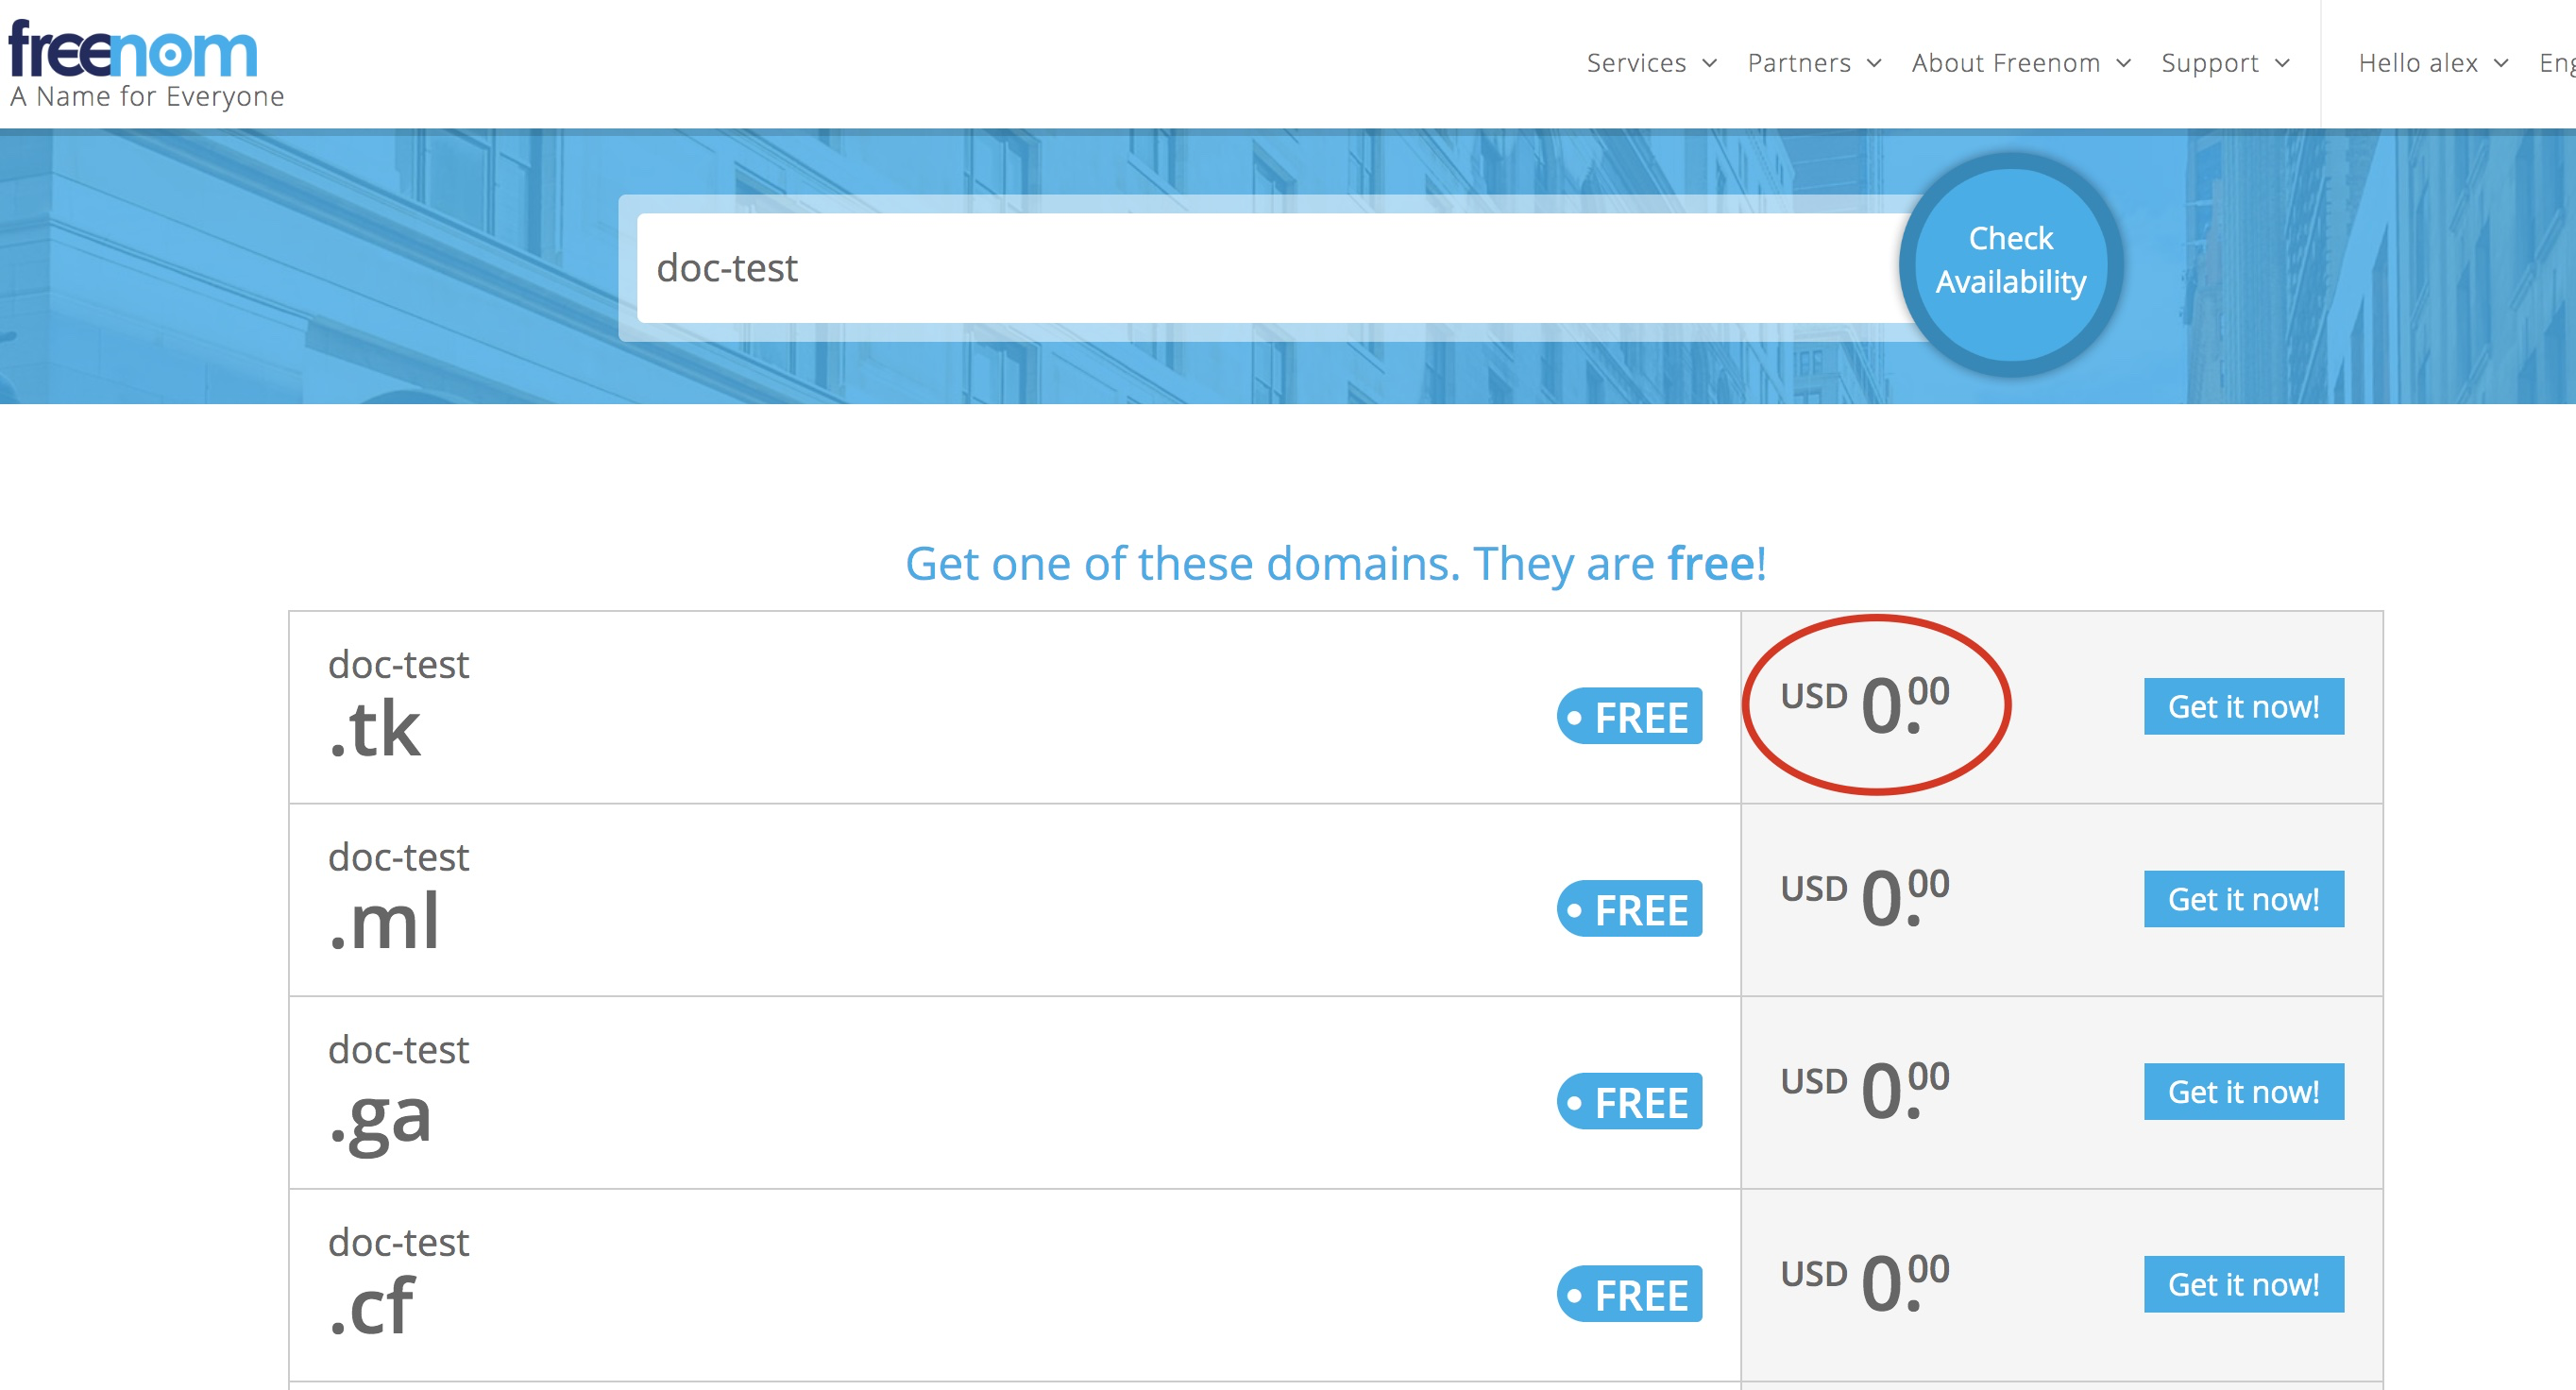 freenom
A Name for Everyone
Services Partners About Freenom Support Hello alex
doc-test
Check
Availability
Get one of these domains. They are free!
doc-test
.tk
FREE
USD 0.00
Get it now!
doc-test
.ml
FREE
USD 0.00
Get it now!
doc-test
.ga
FREE
USD 0.00
Get it now!
doc-test
.cf
FREE
USD 0.00
Get it now!